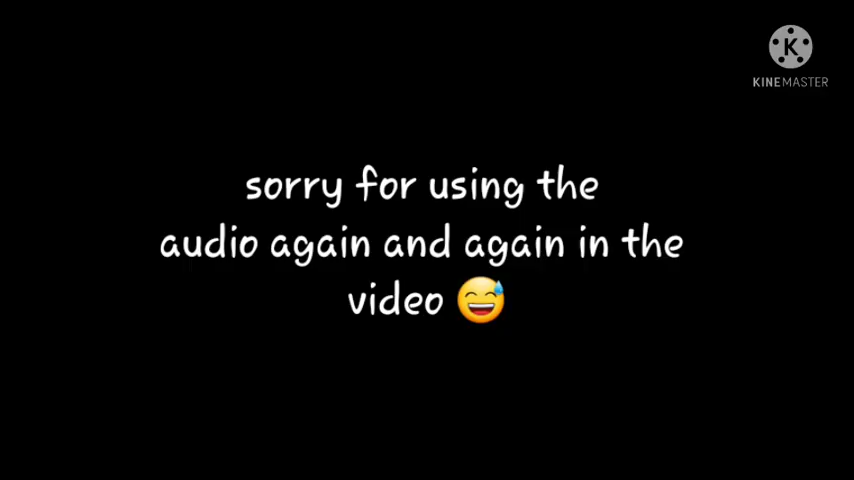 K
KINEMASTER
sorry for using the
audio again and again in the
video 😅